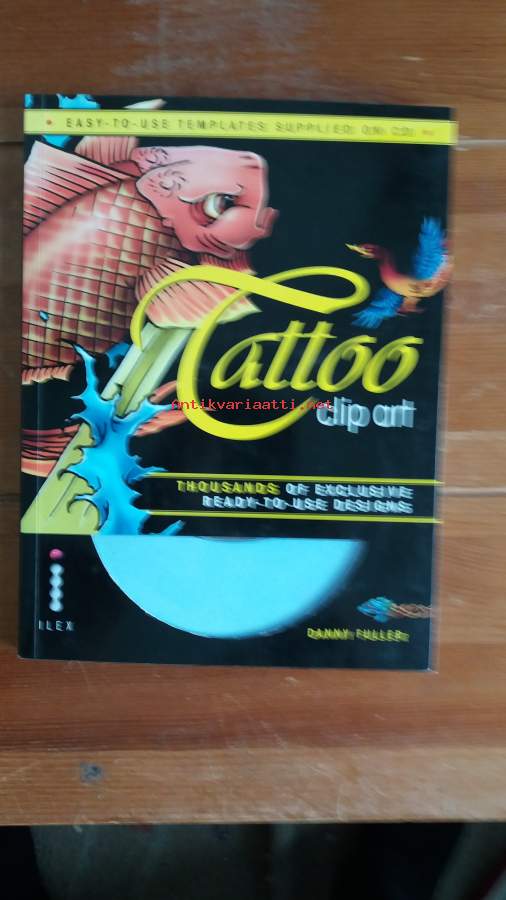 • EASY-TO-USE TEMPLATES SUPPLIED ON CD •
Tattoo
Antikvariaatti.net
clip art
THOUSANDS OF EXCLUSIVE
READY-TO-USE DESIGNS
ILEX
DANNY FULLER